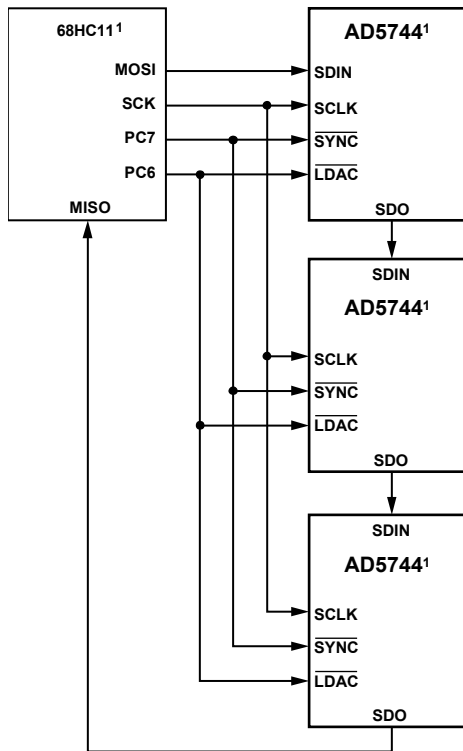 68HC11¹
MOSI
SCK
PC7
PC6
MISO
AD5744¹
SDIN
SCLK
SYNC
LDAC
SDO
SDIN
AD5744¹
SCLK
SYNC
LDAC
SDO
SDIN
AD5744¹
SCLK
SYNC
LDAC
SDO